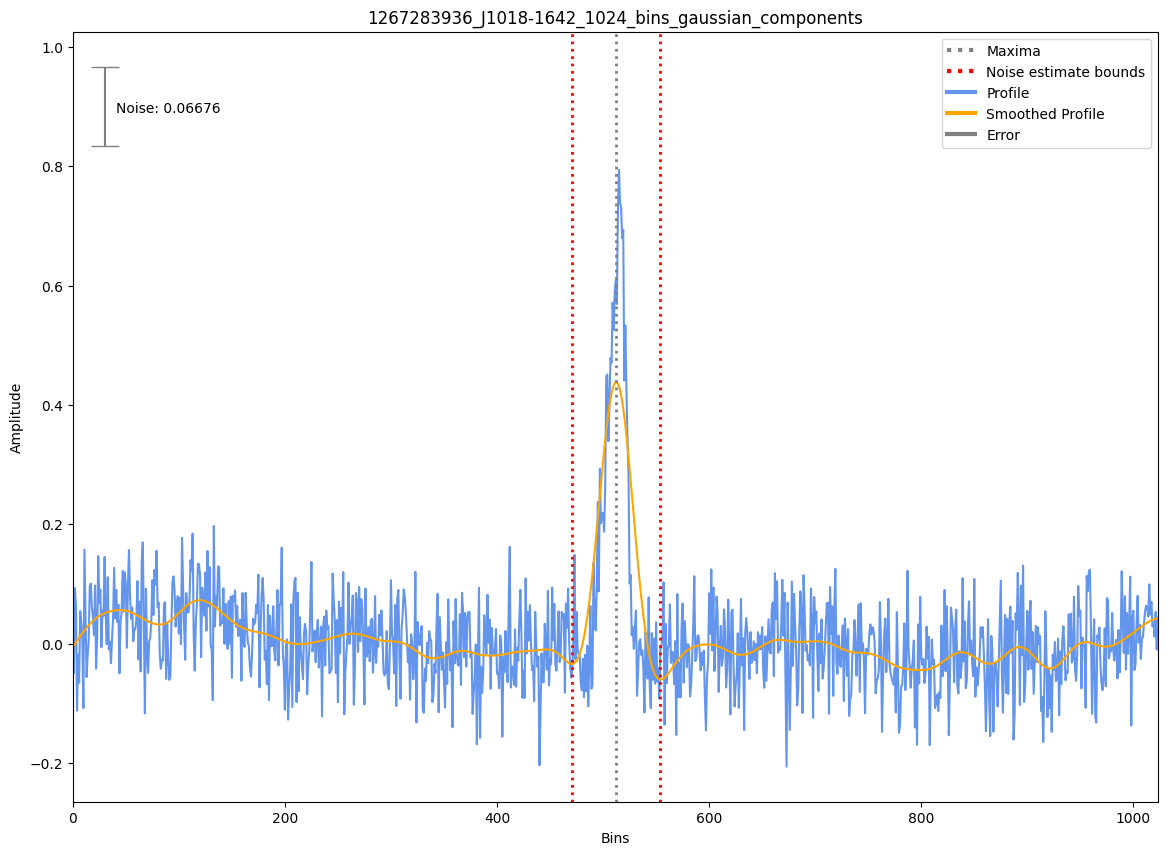 1267283936_J1018-1642_1024_bins_gaussian_components
Maxima
Noise estimate bounds
Profile
Smoothed Profile
Error
Noise: 0.06676
1.0
0.8
0.6
0.4
0.2
0.0
−0.2
Amplitude
0 200 400 600 800 1000
Bins